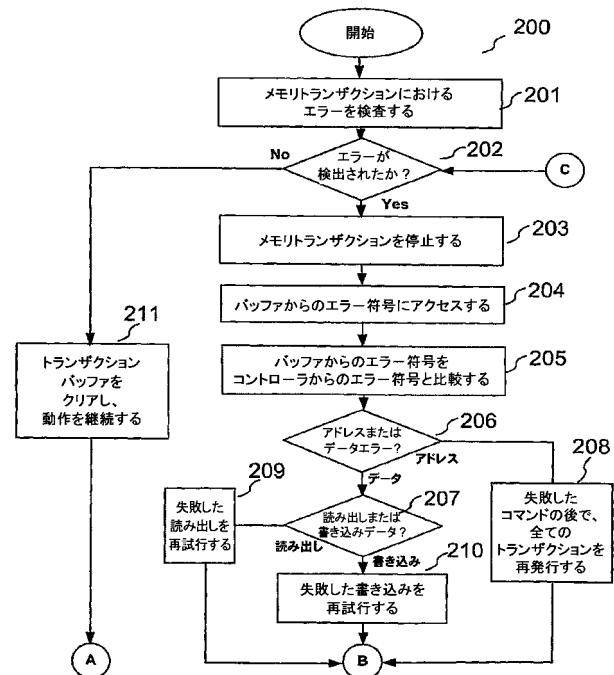 開始
200
メモリトランザクションにおける
エラーを検査する
201
No
エラーが
検出されたか？
202
C
Yes
メモリトランザクションを停止する
203
バッファからのエラー符号にアクセスする
204
211
トランザクション
バッファを
クリアし、
動作を継続する
バッファからのエラー符号を
コントローラからのエラー符号と比較する
205
アドレスまたは
データエラー？
206
アドレス
208
データ
209
失敗した
読み出しを
再試行する
読み出しまたは
書き込みデータ？
207
読み出し
書き込み
210
失敗した
コマンドの後で、
全ての
トランザクションを
再発行する
失敗した書き込みを
再試行する
A
B